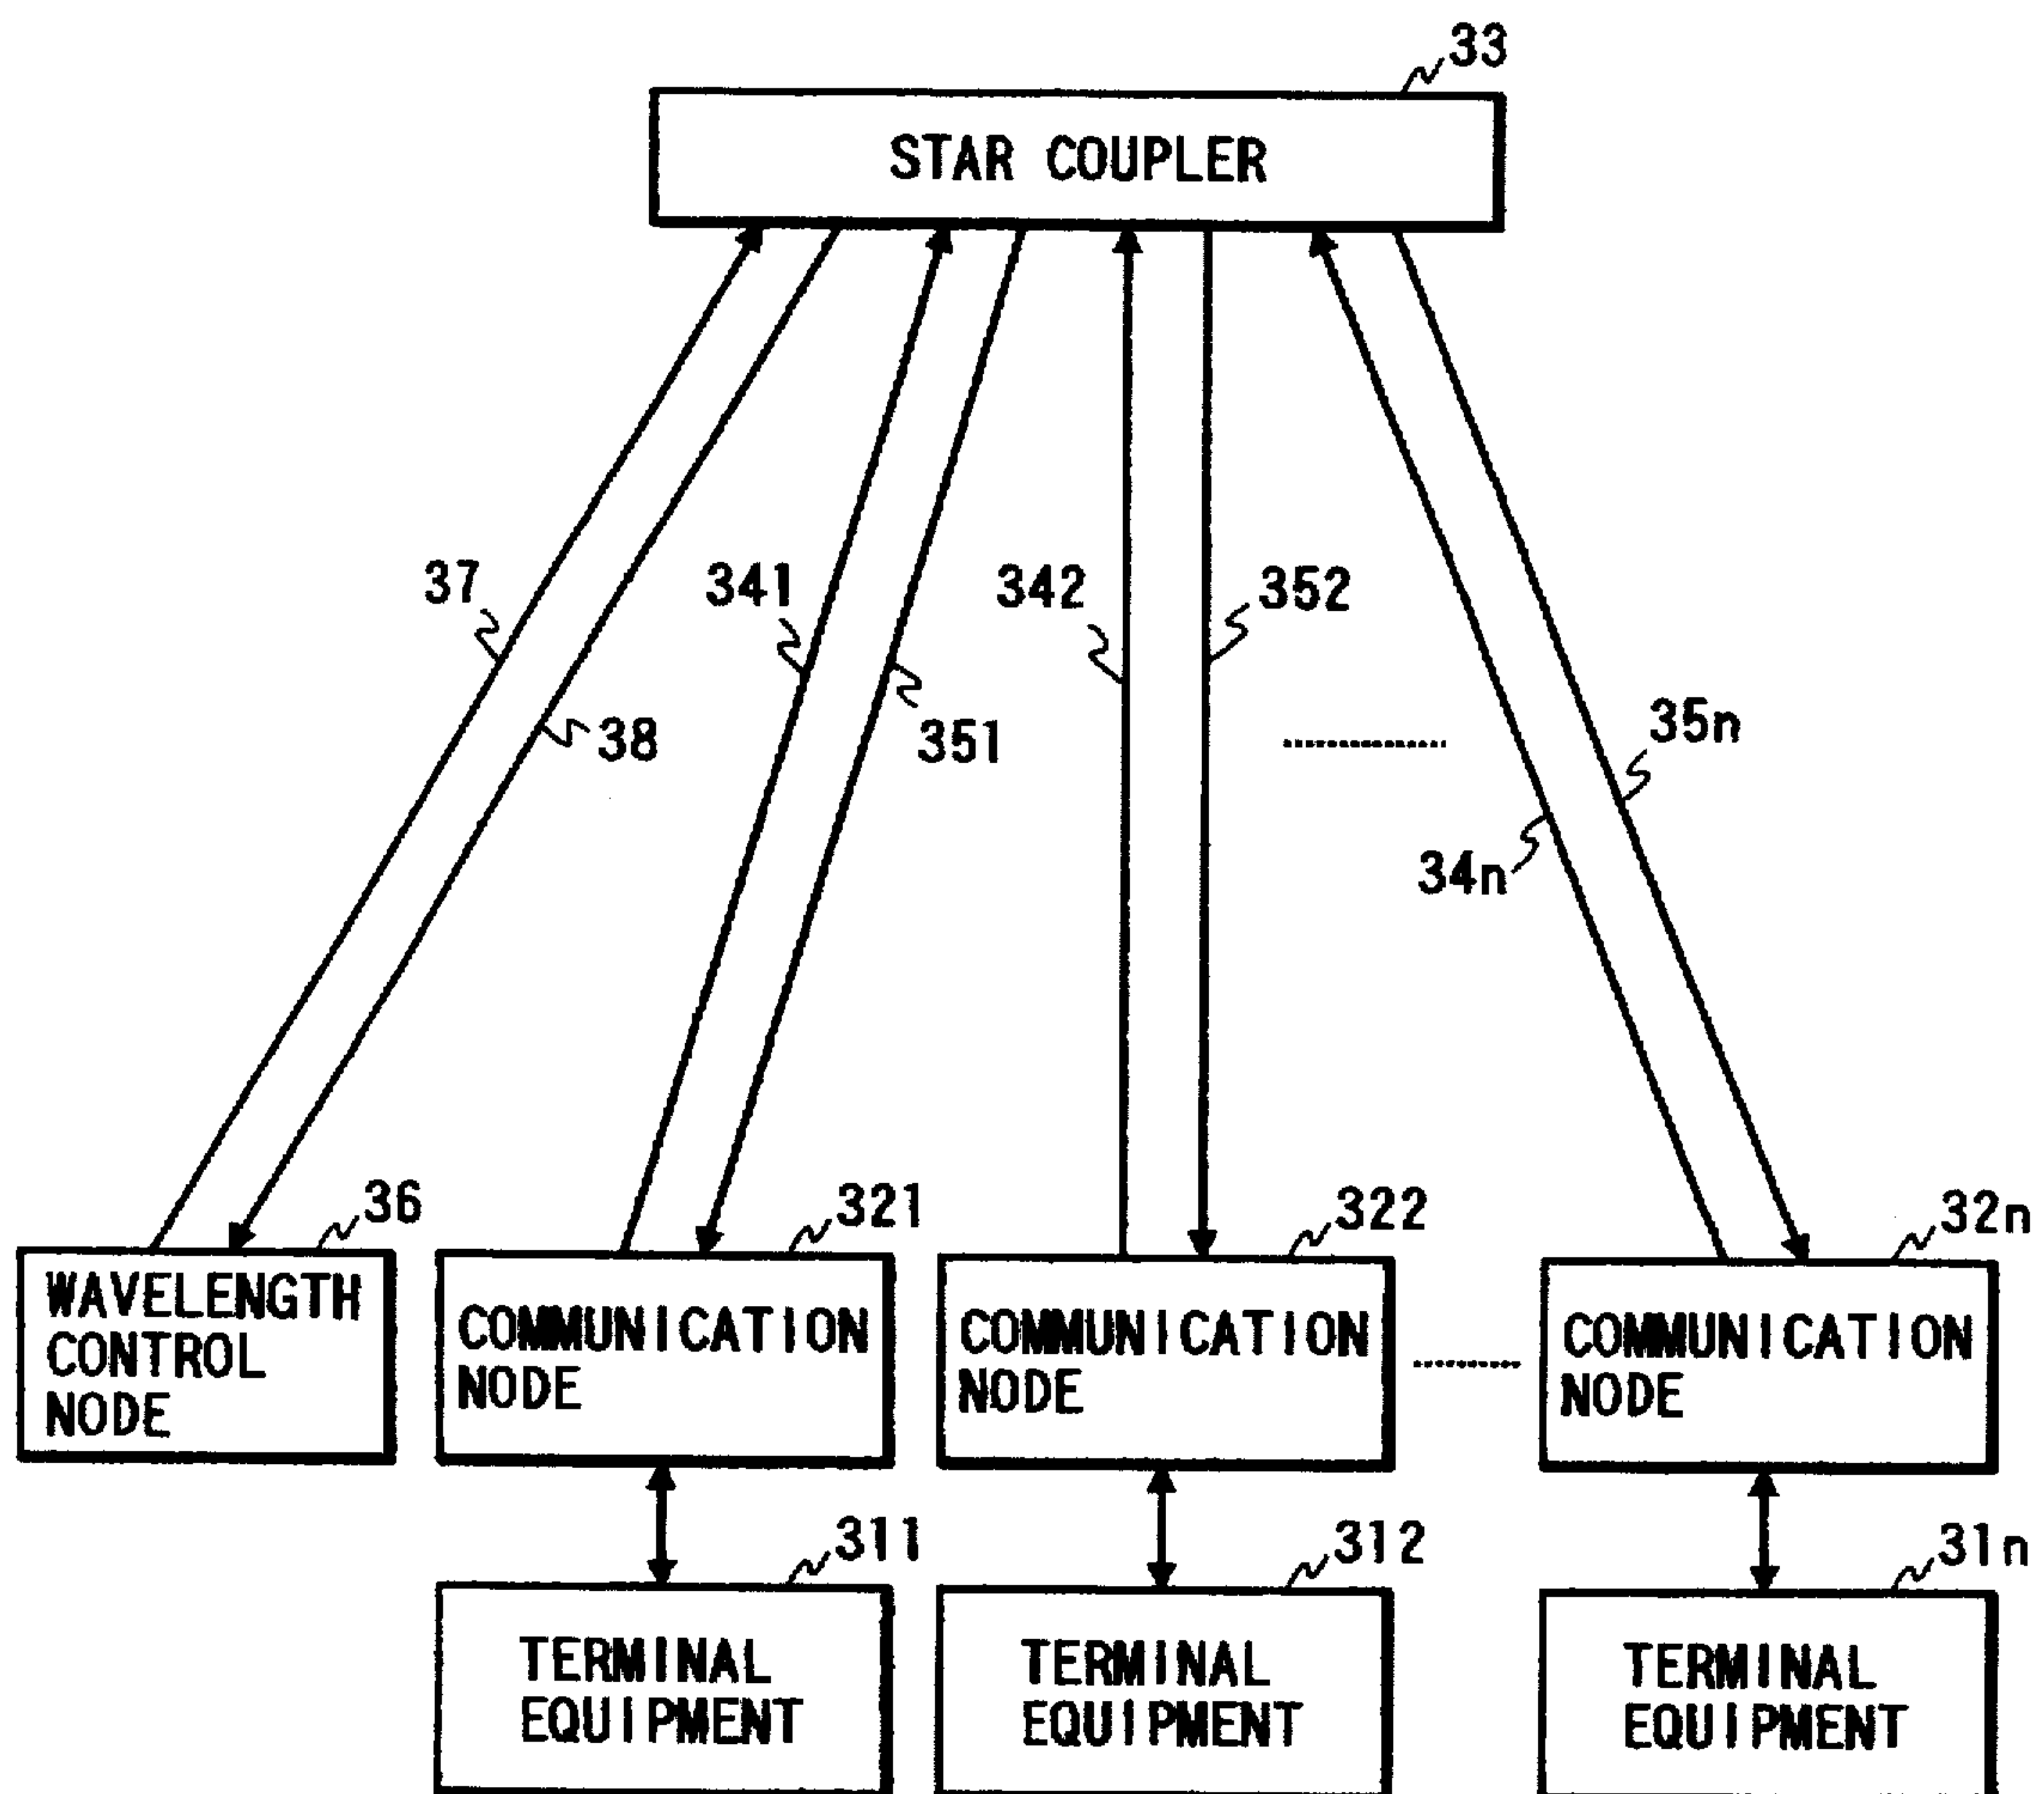 33
STAR COUPLER
37
341
342
352
38
351
35n
34n
36
321
322
32n
WAVELENGTH
CONTROL
NODE
COMMUNICATION
NODE
COMMUNICATION
NODE
COMMUNICATION
NODE
311
312
31n
TERMINAL
EQUIPMENT
TERMINAL
EQUIPMENT
TERMINAL
EQUIPMENT